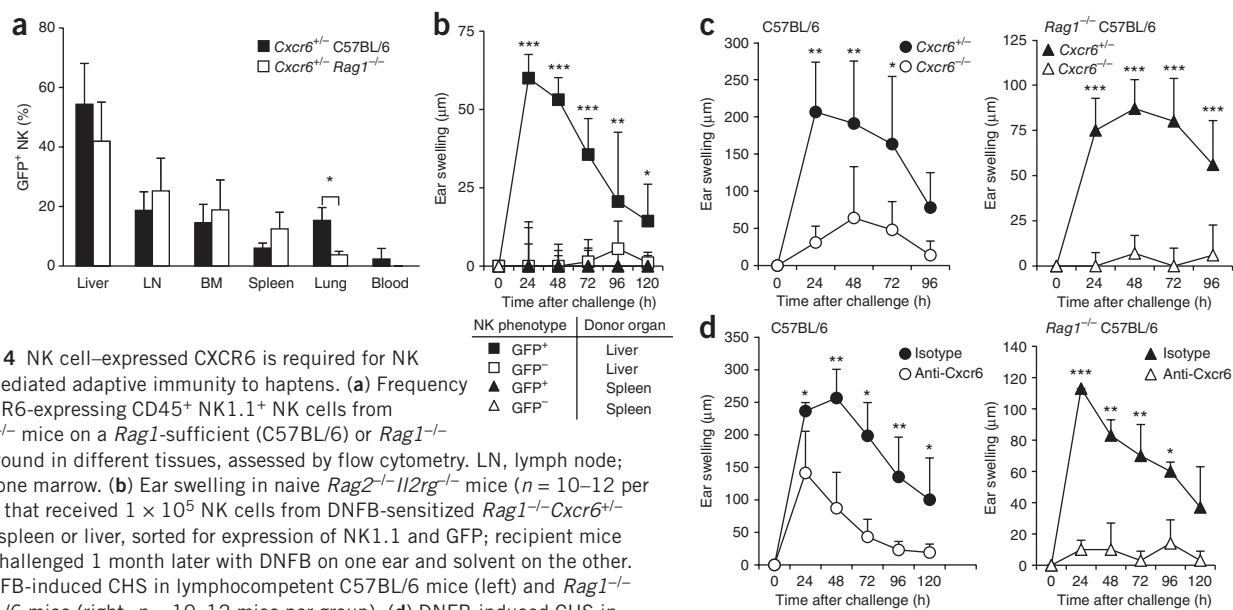 a
80
60
40
20
0
GFP+ NK (%)
Cxcr6+/– C57BL/6
Cxcr6+/– Rag1–/–
*
Liver LN BM Spleen Lung Blood
b
75
50
25
0
Ear swelling (μm)
*** *** *** ** *
0 24 48 72 96 120
Time after challenge (h)
NK phenotype Donor organ
GFP+ Liver
GFP– Liver
GFP+ Spleen
GFP– Spleen
c
C57BL/6
300
250
200
150
100
50
0
Ear swelling (μm)
** ** *
Cxcr6+/–
Cxcr6–/–
0 24 48 72 96
Time after challenge (h)
Rag1–/– C57BL/6
125
100
75
50
25
0
Ear swelling (μm)
Cxcr6+/–
Cxcr6–/–
*** *** *** ***
0 24 48 72 96
Time after challenge (h)
d
C57BL/6
350
300
250
200
150
100
50
0
Ear swelling (μm)
* ** * ** *
Isotype
Anti-Cxcr6
0 24 48 72 96 120
Time after challenge (h)
Rag1–/– C57BL/6
140
120
100
80
60
40
20
0
Ear swelling (μm)
*** ** ** *
Isotype
Anti-Cxcr6
0 24 48 72 96 120
Time after challenge (h)
4 NK cell–expressed CXCR6 is required for NK
ediated adaptive immunity to haptens. (a) Frequency
R6-expressing CD45+ NK1.1+ NK cells from
–/– mice on a Rag1-sufficient (C57BL/6) or Rag1–/–
ound in different tissues, assessed by flow cytometry. LN, lymph node;
one marrow. (b) Ear swelling in naive Rag2–/–Il2rg–/– mice (n = 10–12 per
that received 1 × 105 NK cells from DNFB-sensitized Rag1–/–Cxcr6+/–
spleen or liver, sorted for expression of NK1.1 and GFP; recipient mice
hallenged 1 month later with DNFB on one ear and solvent on the other.
FB-induced CHS in lymphocompetent C57BL/6 mice (left) and Rag1–/–